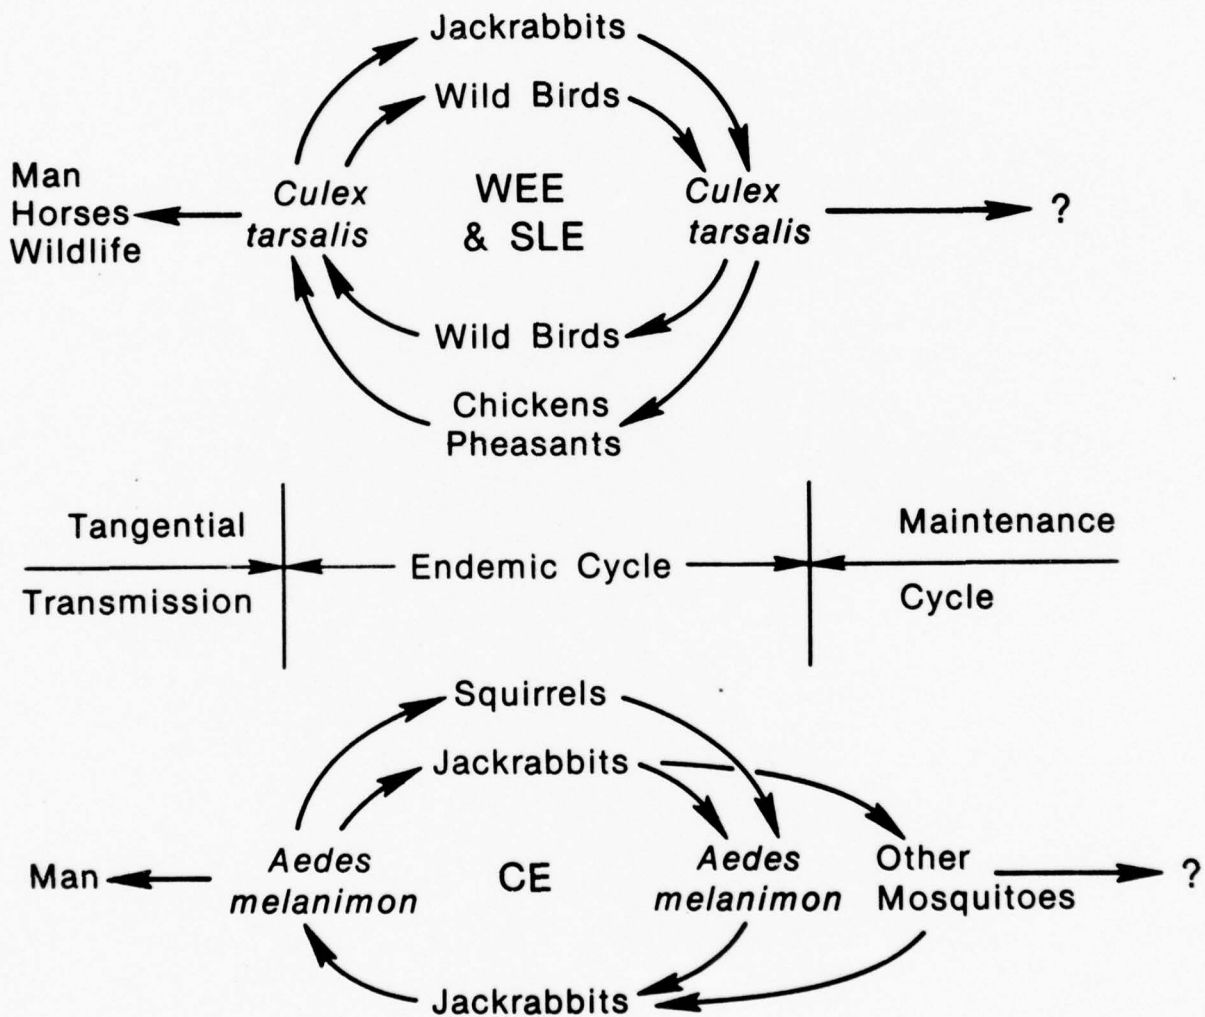 Jackrabbits
Wild Birds
Man
Horses
Wildlife
Culex
tarsalis
WEE
& SLE
Culex
tarsalis
?
Wild Birds
Chickens
Pheasants
Tangential
Transmission
Endemic Cycle
Maintenance
Cycle
Squirrels
Jackrabbits
Man
Aedes
melanimon
CE
Aedes
melanimon
Other
Mosquitoes
?
Jackrabbits